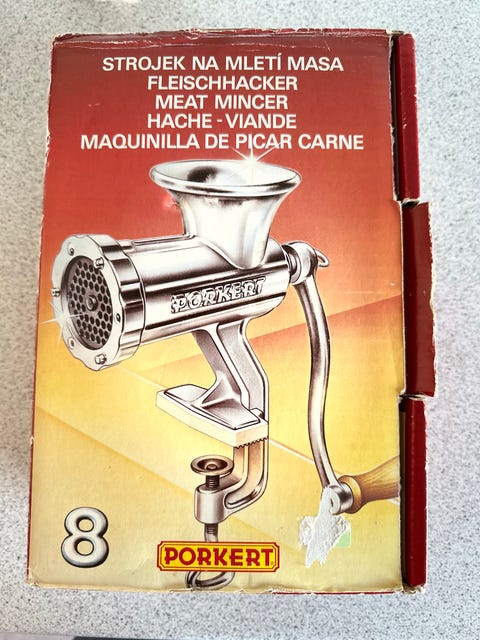 STROJEK NA MLETÍ MASA
FLEISCHHACKER
MEAT MINCER
HACHE - VIANDE
MAQUINILLA DE PICAR CARNE
PORKERT
8
PORKERT